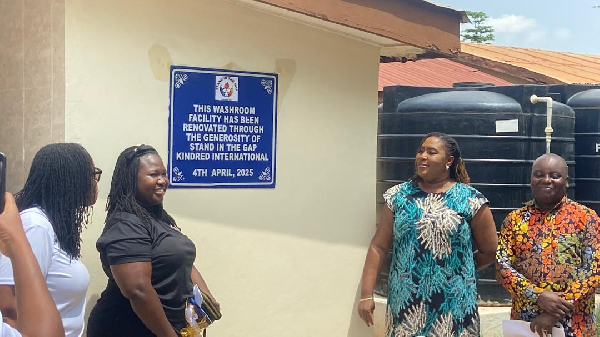 THIS WASHROOM
FACILITY HAS BEEN
RENOVATED THROUGH
THE GENEROSITY OF
STAND IN THE GAP
KINDRED INTERNATIONAL
4TH APRIL, 2025